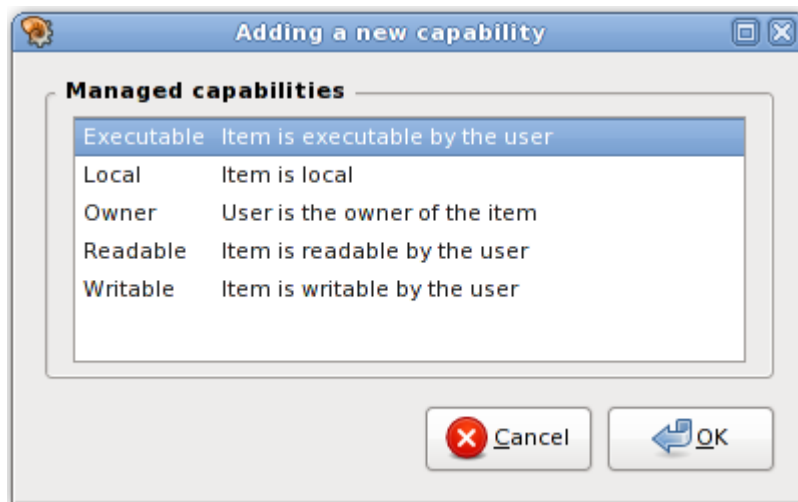 Adding a new capability
Managed capabilities
Executable Item is executable by the user
Local Item is local
Owner User is the owner of the item
Readable Item is readable by the user
Writable Item is writable by the user
Cancel OK